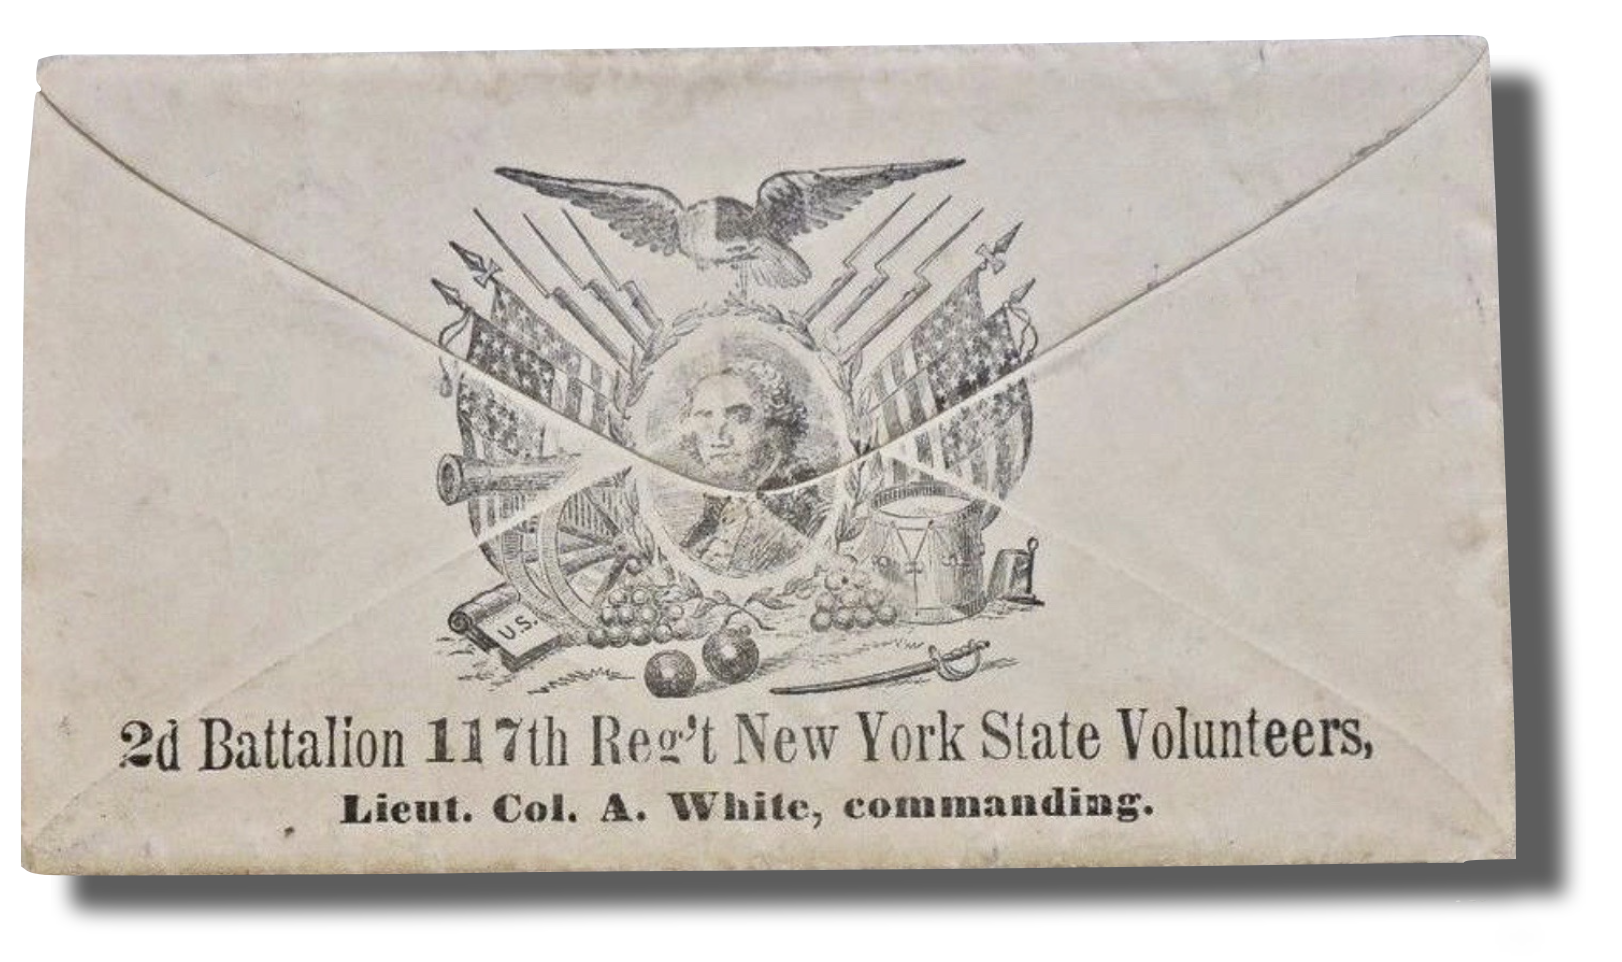 U.S.
2d Battalion 117th Reg't New York State Volunteers,
Lieut. Col. A. White, commanding.